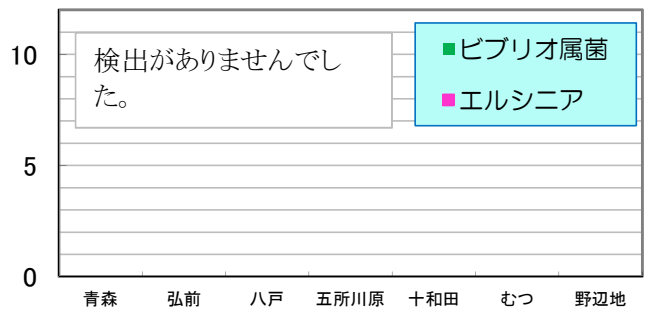 10
検出がありませんでし
た。
■ビブリオ属菌
■エルシニア
5
0
青森 弘前 八戸 五所川原 十和田 むつ 野辺地